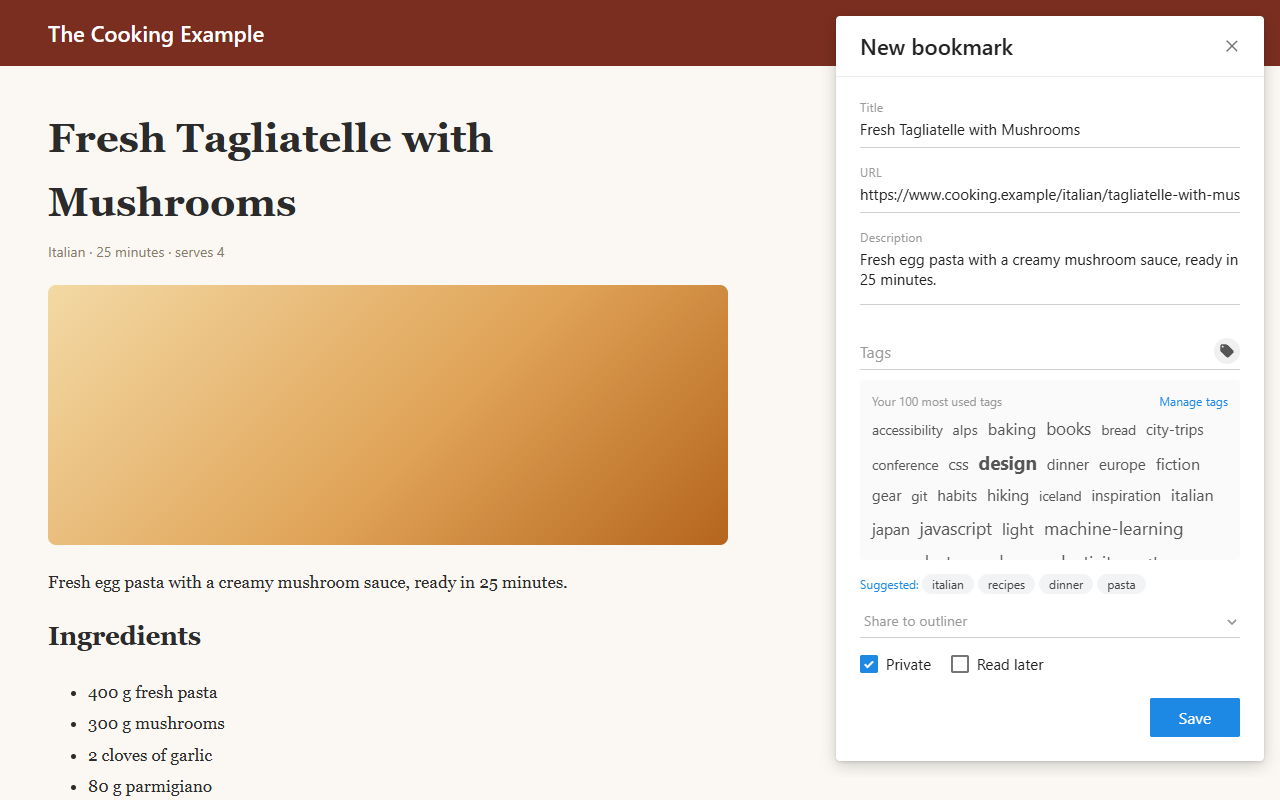 The Cooking Example
Fresh Tagliatelle with
Mushrooms
Italian · 25 minutes · serves 4
Fresh egg pasta with a creamy mushroom sauce, ready in 25 minutes.
Ingredients
• 400 g fresh pasta
• 300 g mushrooms
• 2 cloves of garlic
• 80 g parmigiano
New bookmark
Title
Fresh Tagliatelle with Mushrooms
URL
https://www.cooking.example/italian/tagliatelle-with-mus
Description
Fresh egg pasta with a creamy mushroom sauce, ready in
25 minutes.
Tags
Your 100 most used tags Manage tags
accessibility alps baking books bread city-trips
conference css design dinner europe fiction
gear git habits hiking iceland inspiration italian
japan javascript light machine-learning
Suggested: italian recipes dinner pasta
Share to outliner
Private Read later
Save